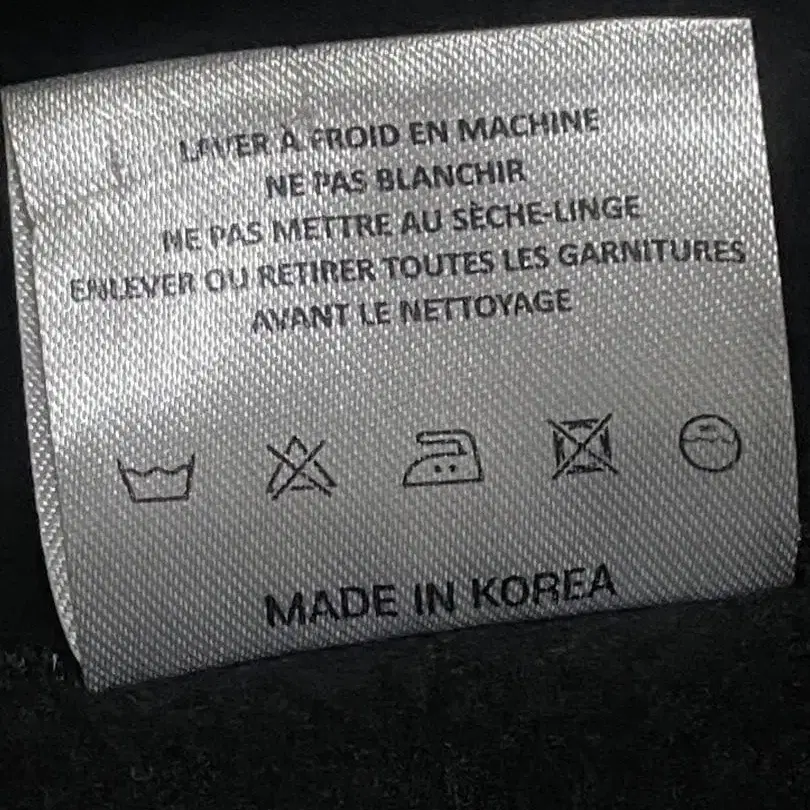 LAVER À FROID EN MACHINE
NE PAS BLANCHIR
NE PAS METTRE AU SÈCHE-LINGE
ENLEVER OU RETIRER TOUTES LES GARNITURES
AVANT LE NETTOYAGE
MADE IN KOREA